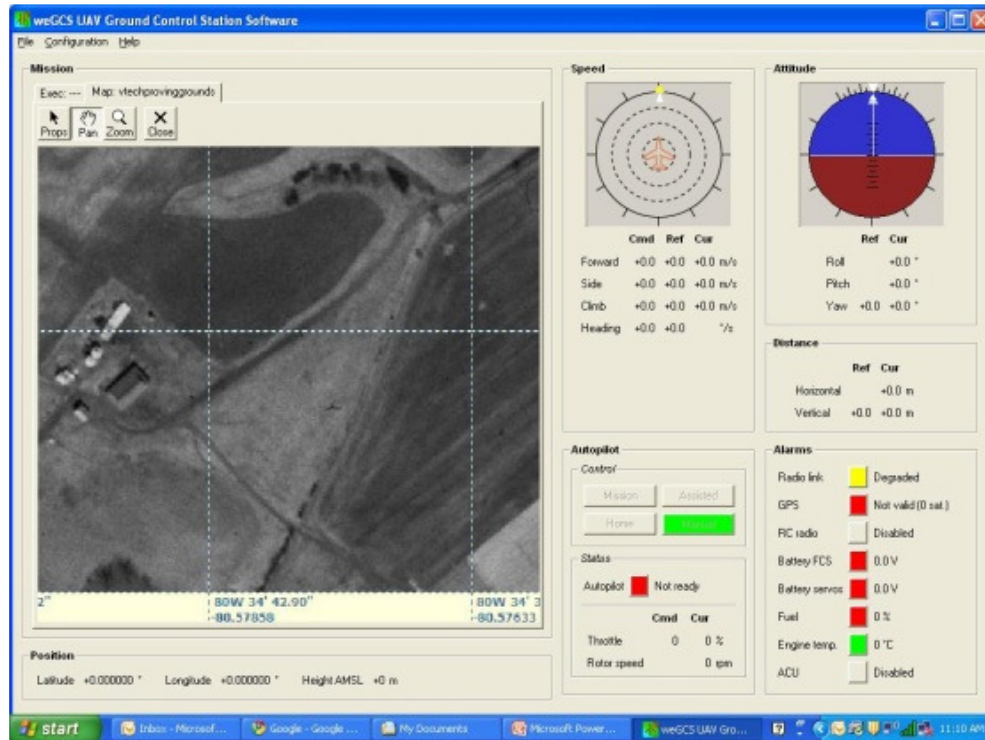 weGCS UAV Ground Control Station Software
File Configuration Help
Mission
Exec: --- Map: vtechprovinggrounds
Props Pan Zoom Close
2" 80W 34' 42.90" 80W 34' 3
-80.57858 -80.57633
Position
Latitude +0.000000 ° Longitude +0.000000 ° Height AMSL +0 m
Speed
Cmd Ref Cur
Forward +0.0 +0.0 +0.0 m/s
Side +0.0 +0.0 +0.0 m/s
Climb +0.0 +0.0 +0.0 m/s
Heading +0.0 +0.0 °/s
Attitude
Ref Cur
Roll +0.0 °
Pitch +0.0 °
Yaw +0.0 +0.0 °
Distance
Ref Cur
Horizontal +0.0 m
Vertical +0.0 +0.0 m
Autopilot
Control
Mission Assisted
Home Manual
Status
Autopilot Not ready
Cmd Cur
Throttle 0 0 %
Rotor speed 0 rpm
Alarms
Radio link Degraded
GPS Not valid (0 sat.)
RC radio Disabled
Battery FCS 0.0 V
Battery servos 0.0 V
Fuel 0 %
Engine temp. 0 °C
ACU Disabled
start Inbox - Microsof... Google - Google ... My Documents Microsoft Power... weGCS UAV Gro... 11:10 AM